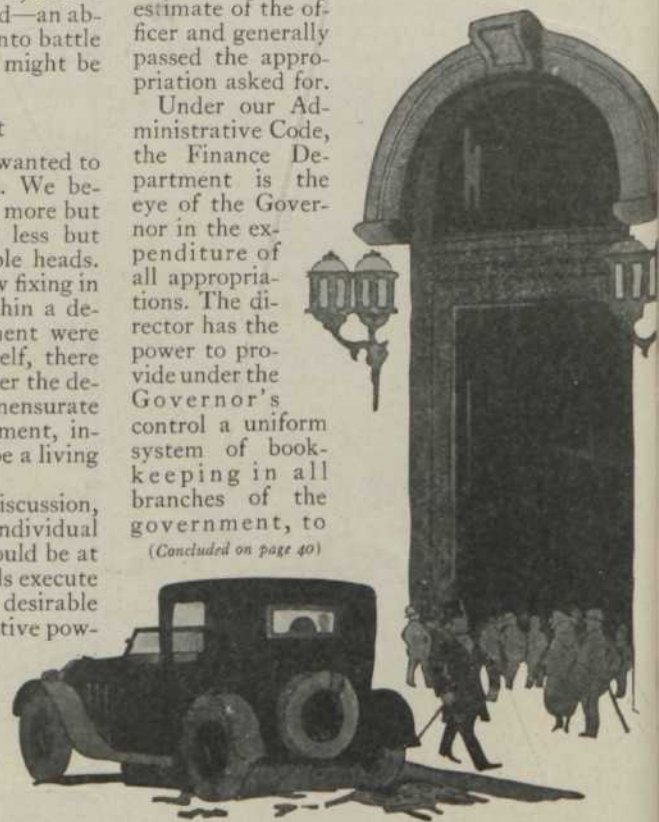 d—an ab-
nto battle
might be
t
wanted to
. We be-
more but
less but
ble heads.
w fixing in
thin a de-
ment were
self, there
er the de-
mensurate
ment, in-
be a living
iscussion,
ndividual
ould be at
ls execute
desirable
tive pow-
estimate of the of-
ficer and generally
passed the appro-
priation asked for.
Under our Ad-
ministrative Code,
the Finance De-
partment is the
eye of the Gover-
nor in the ex-
penditure of
all appropria-
tions. The di-
rector has the
power to pro-
vide under the
Governor's
control a uniform
system of book-
keeping in all
branches of the
government, to
(Concluded on page 40)